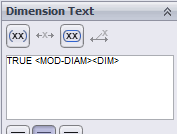 Dimension Text
(xx) x (xx) x
TRUE <MOD-DIAM><DIM>